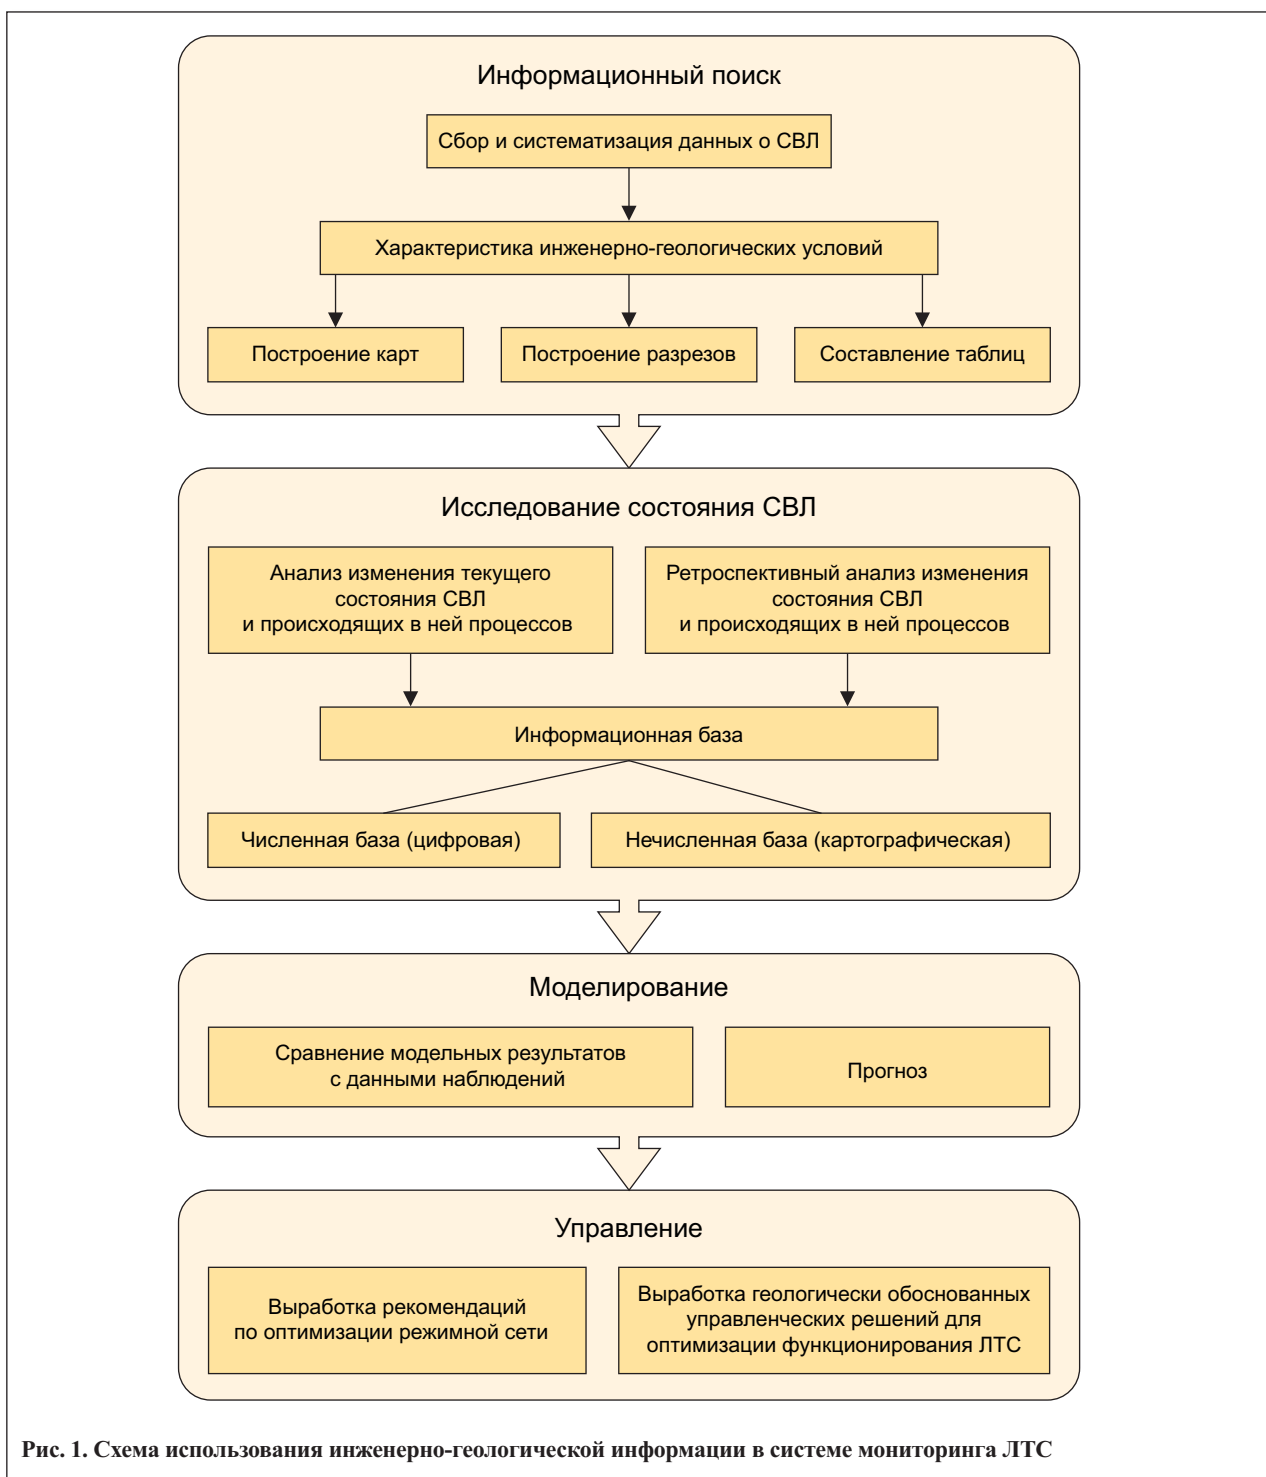 Информационный поиск
Сбор и систематизация данных о СВЛ
Характеристика инженерно-геологических условий
Построение карт
Построение разрезов
Составление таблиц
Исследование состояния СВЛ
Анализ изменения текущего
состояния СВЛ
и происходящих в ней процессов
Ретроспективный анализ изменения
состояния СВЛ
и происходящих в ней процессов
Информационная база
Численная база (цифровая)
Нечисленная база (картографическая)
Моделирование
Сравнение модельных результатов
с данными наблюдений
Прогноз
Управление
Выработка рекомендаций
по оптимизации режимной сети
Выработка геологически обоснованных
управленческих решений для
оптимизации функционирования ЛТС
Рис. 1. Схема использования инженерно-геологической информации в системе мониторинга ЛТС